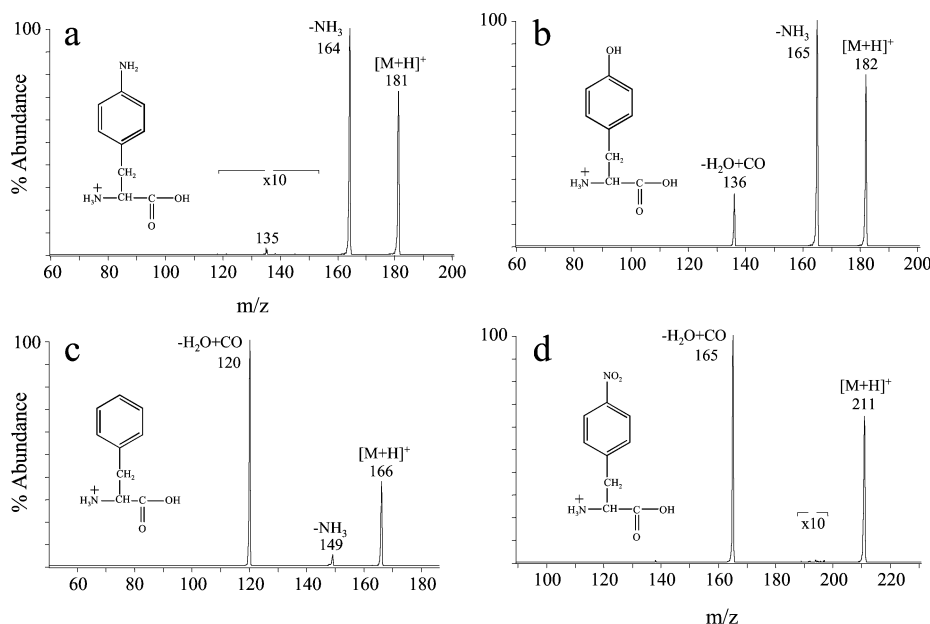 a
100
% Abundance
-NH₃
164
[M+H]⁺
181
NH₂
CH₂
+
H₃N—CH—C—OH
O
x10
135
60 80 100 120 140 160 180 200
m/z
b
100
-NH₃
165
[M+H]⁺
182
OH
CH₂
+
H₃N—CH—C—OH
O
-H₂O+CO
136
60 80 100 120 140 160 180 200
c
100
% Abundance
-H₂O+CO
120
[M+H]⁺
166
CH₂
+
H₃N—CH—C—OH
O
-NH₃
149
60 80 100 120 140 160 180
d
100
-H₂O+CO
165
[M+H]⁺
211
NO₂
CH₂
+
H₃N—CH—C—OH
O
x10
100 120 140 160 180 200 220
m/z